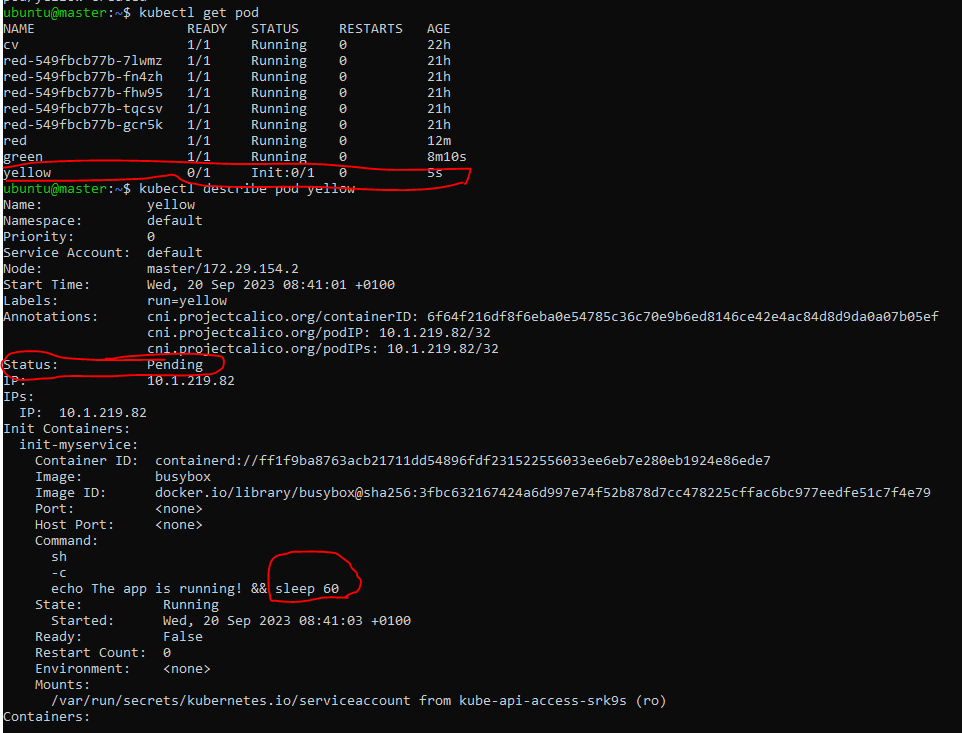 ubuntu@master:~$ kubectl get pod
NAME READY STATUS RESTARTS AGE
cv 1/1 Running 0 22h
red-549fbcb77b-7lwmz 1/1 Running 0 21h
red-549fbcb77b-fn4zh 1/1 Running 0 21h
red-549fbcb77b-fhw95 1/1 Running 0 21h
red-549fbcb77b-tqcsv 1/1 Running 0 21h
red-549fbcb77b-gcr5k 1/1 Running 0 21h
red 1/1 Running 0 12m
green 1/1 Running 0 8m10s
yellow 0/1 Init:0/1 0 5s
ubuntu@master:~$ kubectl describe pod yellow
Name: yellow
Namespace: default
Priority: 0
Service Account: default
Node: master/172.29.154.2
Start Time: Wed, 20 Sep 2023 08:41:01 +0100
Labels: run=yellow
Annotations: cni.projectcalico.org/containerID: 6f64f216df8f6eba0e54785c36c70e9b6ed8146ce42e4ac84d8d9da0a07b05ef
cni.projectcalico.org/podIP: 10.1.219.82/32
cni.projectcalico.org/podIPs: 10.1.219.82/32
Status: Pending
IP: 10.1.219.82
IPs:
IP: 10.1.219.82
Init Containers:
init-myservice:
Container ID: containerd://ff1f9ba8763acb21711dd54896fdf231522556033ee6eb7e280eb1924e86ede7
Image: busybox
Image ID: docker.io/library/busybox@sha256:3fbc632167424a6d997e74f52b878d7cc478225cffac6bc977eedfe51c7f4e79
Port: <none>
Host Port: <none>
Command:
sh
-c
echo The app is running! && sleep 60
State: Running
Started: Wed, 20 Sep 2023 08:41:03 +0100
Ready: False
Restart Count: 0
Environment: <none>
Mounts:
/var/run/secrets/kubernetes.io/serviceaccount from kube-api-access-srk9s (ro)
Containers: